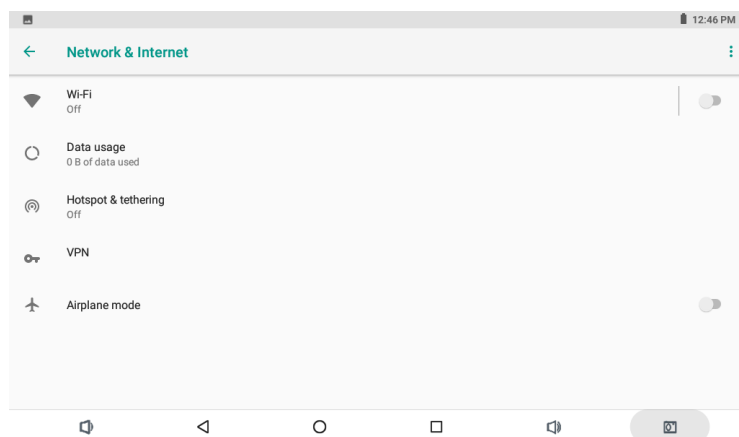 12:46 PM
Network & Internet
Wi-Fi
Off
Data usage
0 B of data used
Hotspot & tethering
Off
VPN
Airplane mode